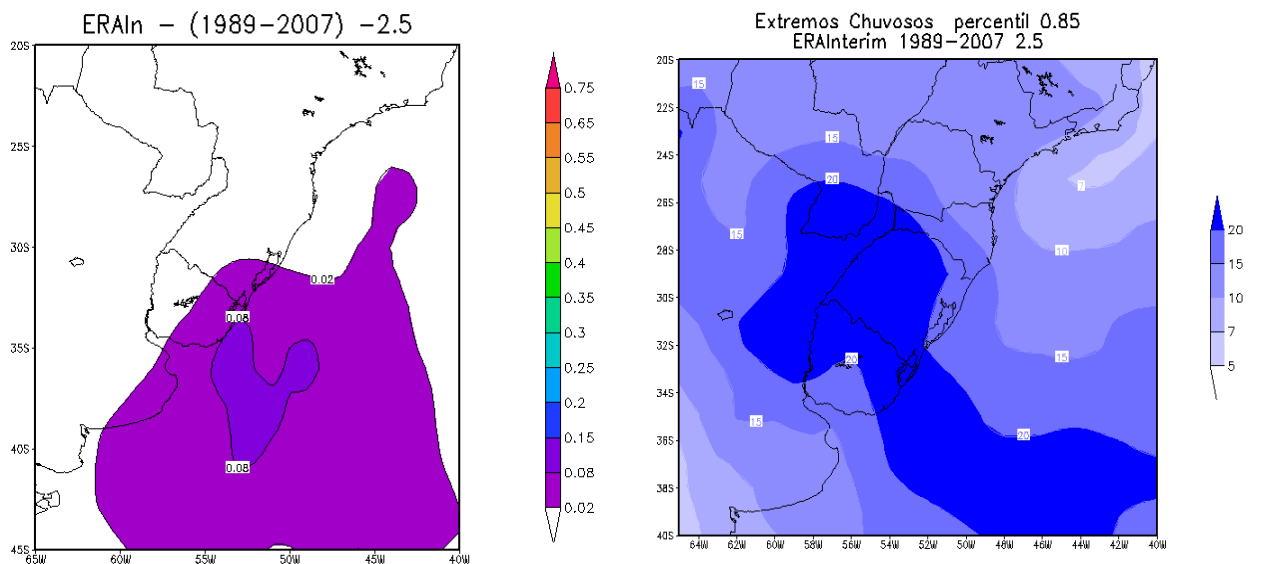 ERAIn - (1989-2007) -2.5
20S
25S
30S
35S
40S
45S
65W 60W 55W 50W 45W 40W
0.02
0.08
0.08
0.75
0.65
0.55
0.5
0.45
0.4
0.35
0.3
0.25
0.2
0.15
0.08
0.02
Extremos Chuvosos percentil 0.85
ERAInterim 1989-2007 2.5
20S
22S
24S
26S
28S
30S
32S
34S
36S
38S
40S
64W 62W 60W 58W 56W 54W 52W 50W 48W 46W 44W 42W 40W
15
15
20
7
15
10
15
20
15
20
20
15
10
7
5